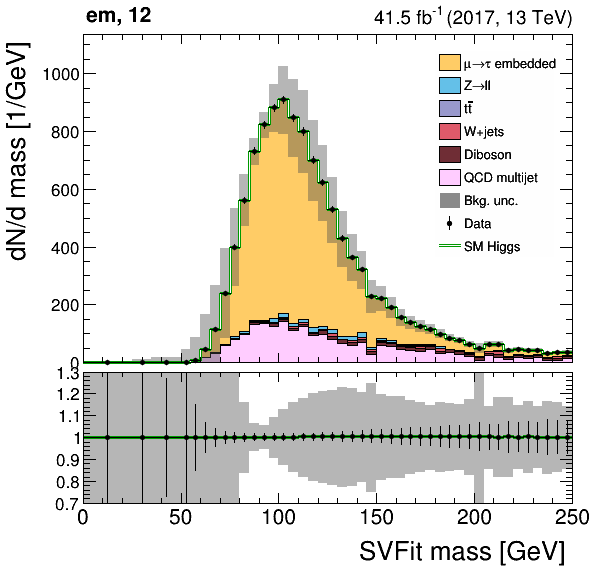 em, 12
41.5 fb⁻¹ (2017, 13 TeV)
dN/d mass [1/GeV]
1000
800
600
400
200
0
μ→τ embedded
Z→ll
tt̅
W+jets
Diboson
QCD multijet
Bkg. unc.
Data
SM Higgs
1.3
1.2
1.1
1
0.9
0.8
0.7
0 50 100 150 200 250
SVFit mass [GeV]